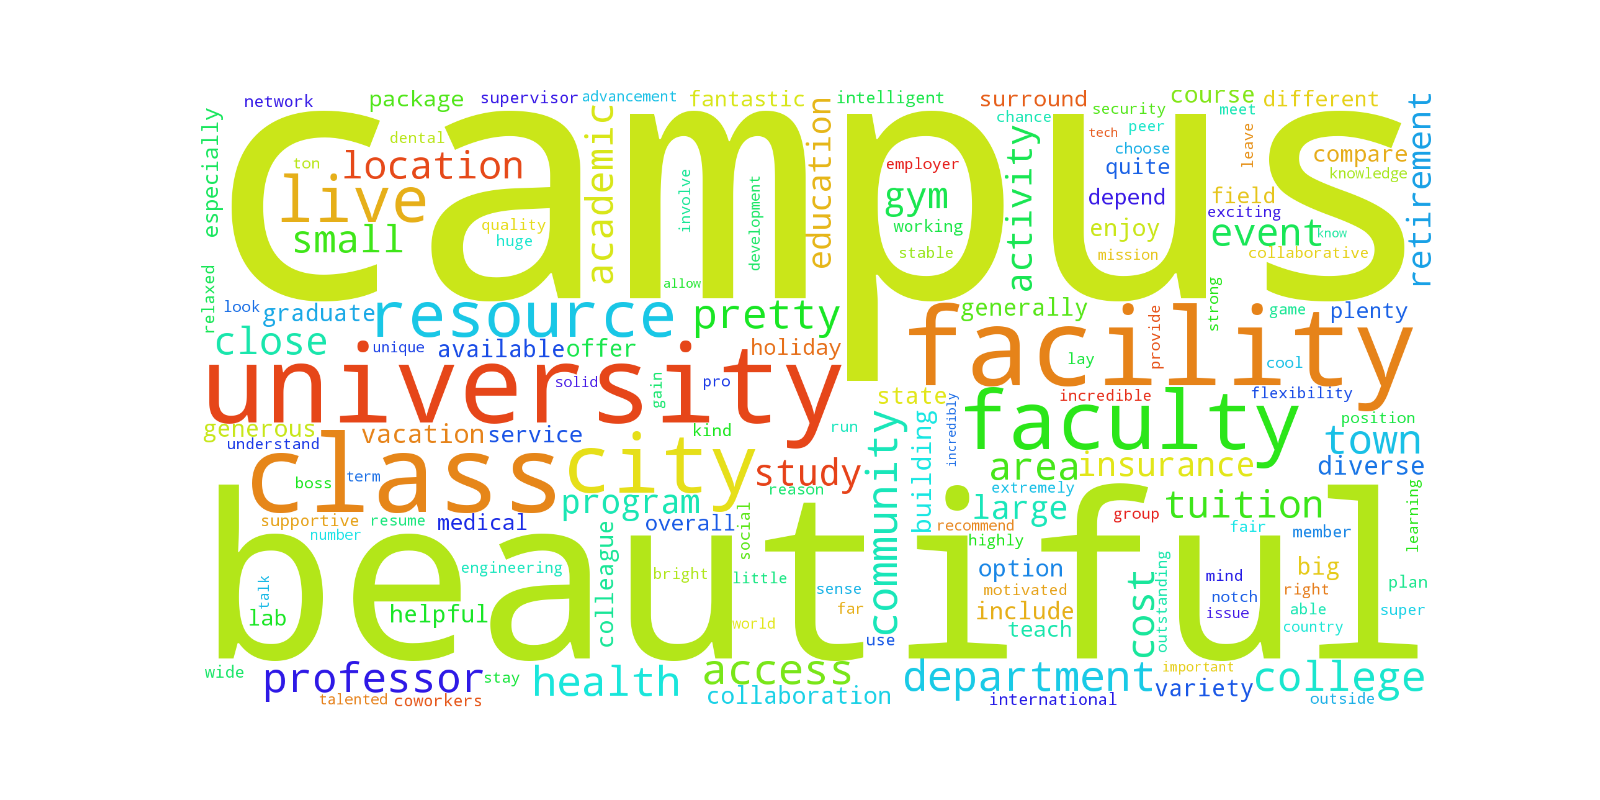 network
package
supervisor
advancement
fantastic
intelligent
surround
course
different
especially
campus
dental
academic
education
chance
security
meet
tech
peer
leave
retirement
ton
location
employer
activity
choose
quite
compare
knowledge
live
involve
development
gym
depend
field
exciting
small
quality
huge
working
stable
enjoy
mission
event
know
collaborative
relaxed
allow
look
graduate
resource
pretty
generally
strong
game
plenty
close
unique
available
offer
holiday
facility
lay
provide
cool
university
solid
gain
pro
state
incredible
flexibility
generous
understand
vacation
service
kind
run
community
building
incredibly
faculty
position
town
class
city
study
area
insurance
diverse
boss
term
program
reason
extremely
large
tuition
learning
supportive
resume
number
medical
overall
social
recommend
highly
group
fair
member
beautiful
talk
lab
engineering
helpful
colleague
bright
little
world
sense
far
use
option
motivated
include
teach
cost
outstanding
mind
notch
issue
big
right
able
country
plan
super
wide
professor
stay
health
access
department
important
variety
college
talented
coworkers
collaboration
international
outside